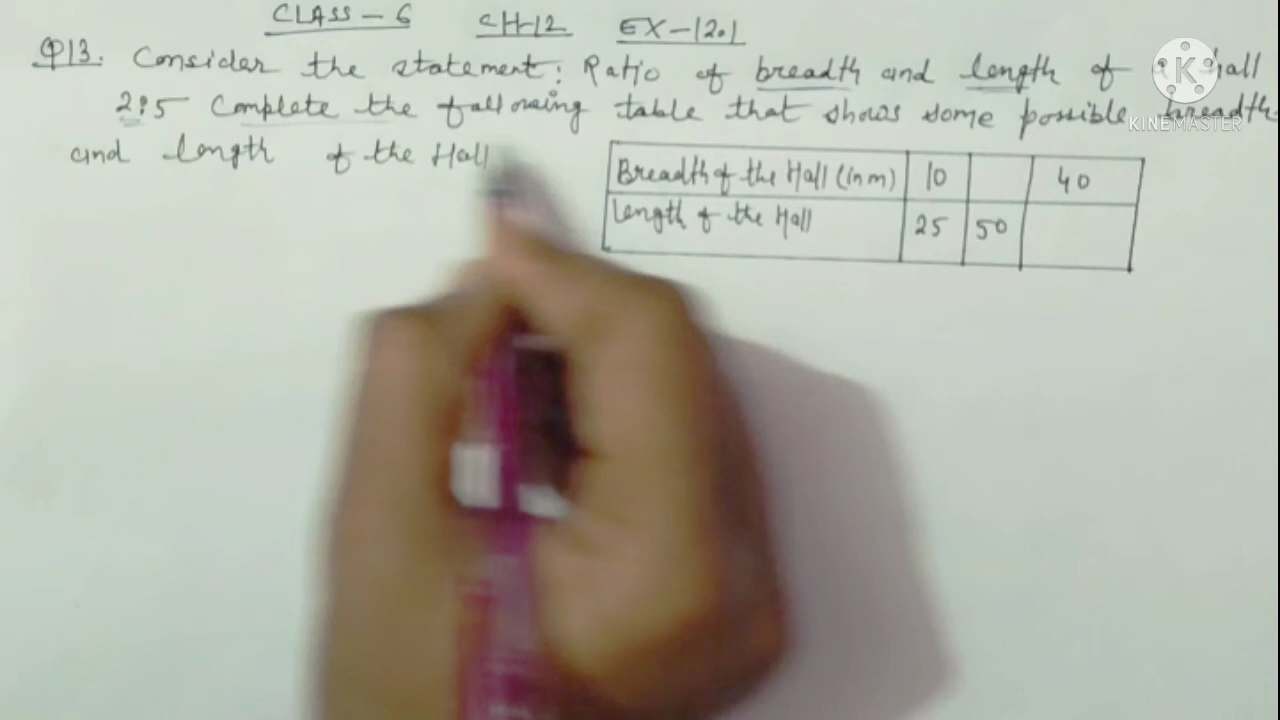 CLASS - 6 CH-12 EX-12.1
Q13. Consider the statement: Ratio of breadth and length of hall
2:5 Complete the following table that shows some possible breadth
and length of the Hall
Breadth of the Hall (in m) 10 40
Length of the Hall 25 50
K
KINEMASTER